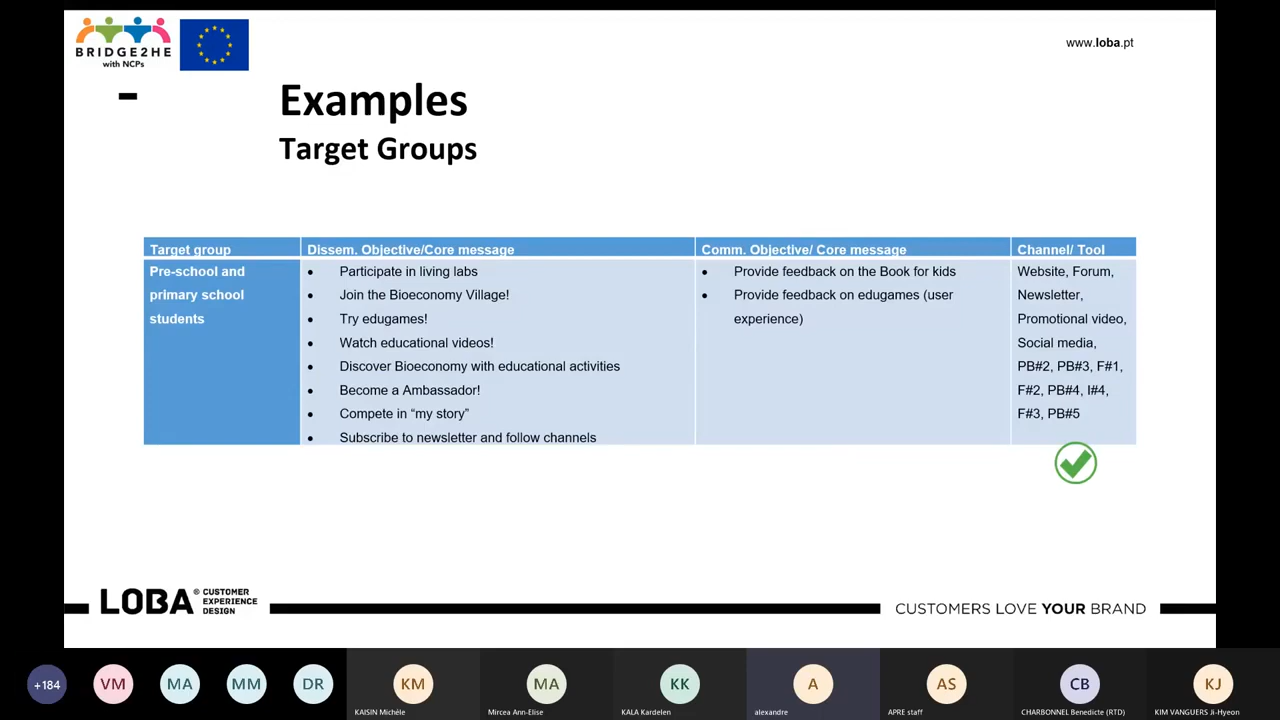 BRIDGE2HE
with NCPs
www.loba.pt
-
Examples
Target Groups
Target group
Dissem. Objective/Core message
Comm. Objective/ Core message
Channel/ Tool
Pre-school and
primary school
students
• Participate in living labs
• Join the Bioeconomy Village!
• Try edugames!
• Watch educational videos!
• Discover Bioeconomy with educational activities
• Become a Ambassador!
• Compete in “my story”
• Subscribe to newsletter and follow channels
• Provide feedback on the Book for kids
• Provide feedback on edugames (user
experience)
Website, Forum,
Newsletter,
Promotional video,
Social media,
PB#2, PB#3, F#1,
F#2, PB#4, I#4,
F#3, PB#5
LOBA®
CUSTOMER
EXPERIENCE
DESIGN
CUSTOMERS LOVE YOUR BRAND
+184
VM
MA
MM
DR
KM
KAISIN Michèle
MA
Mircea Ann-Elise
KK
KALA Kardelen
A
alexandre
AS
APRE staff
CB
CHARBONNEL Benedicte (RTD)
KJ
KIM VANGUERS Ji-Hyeon